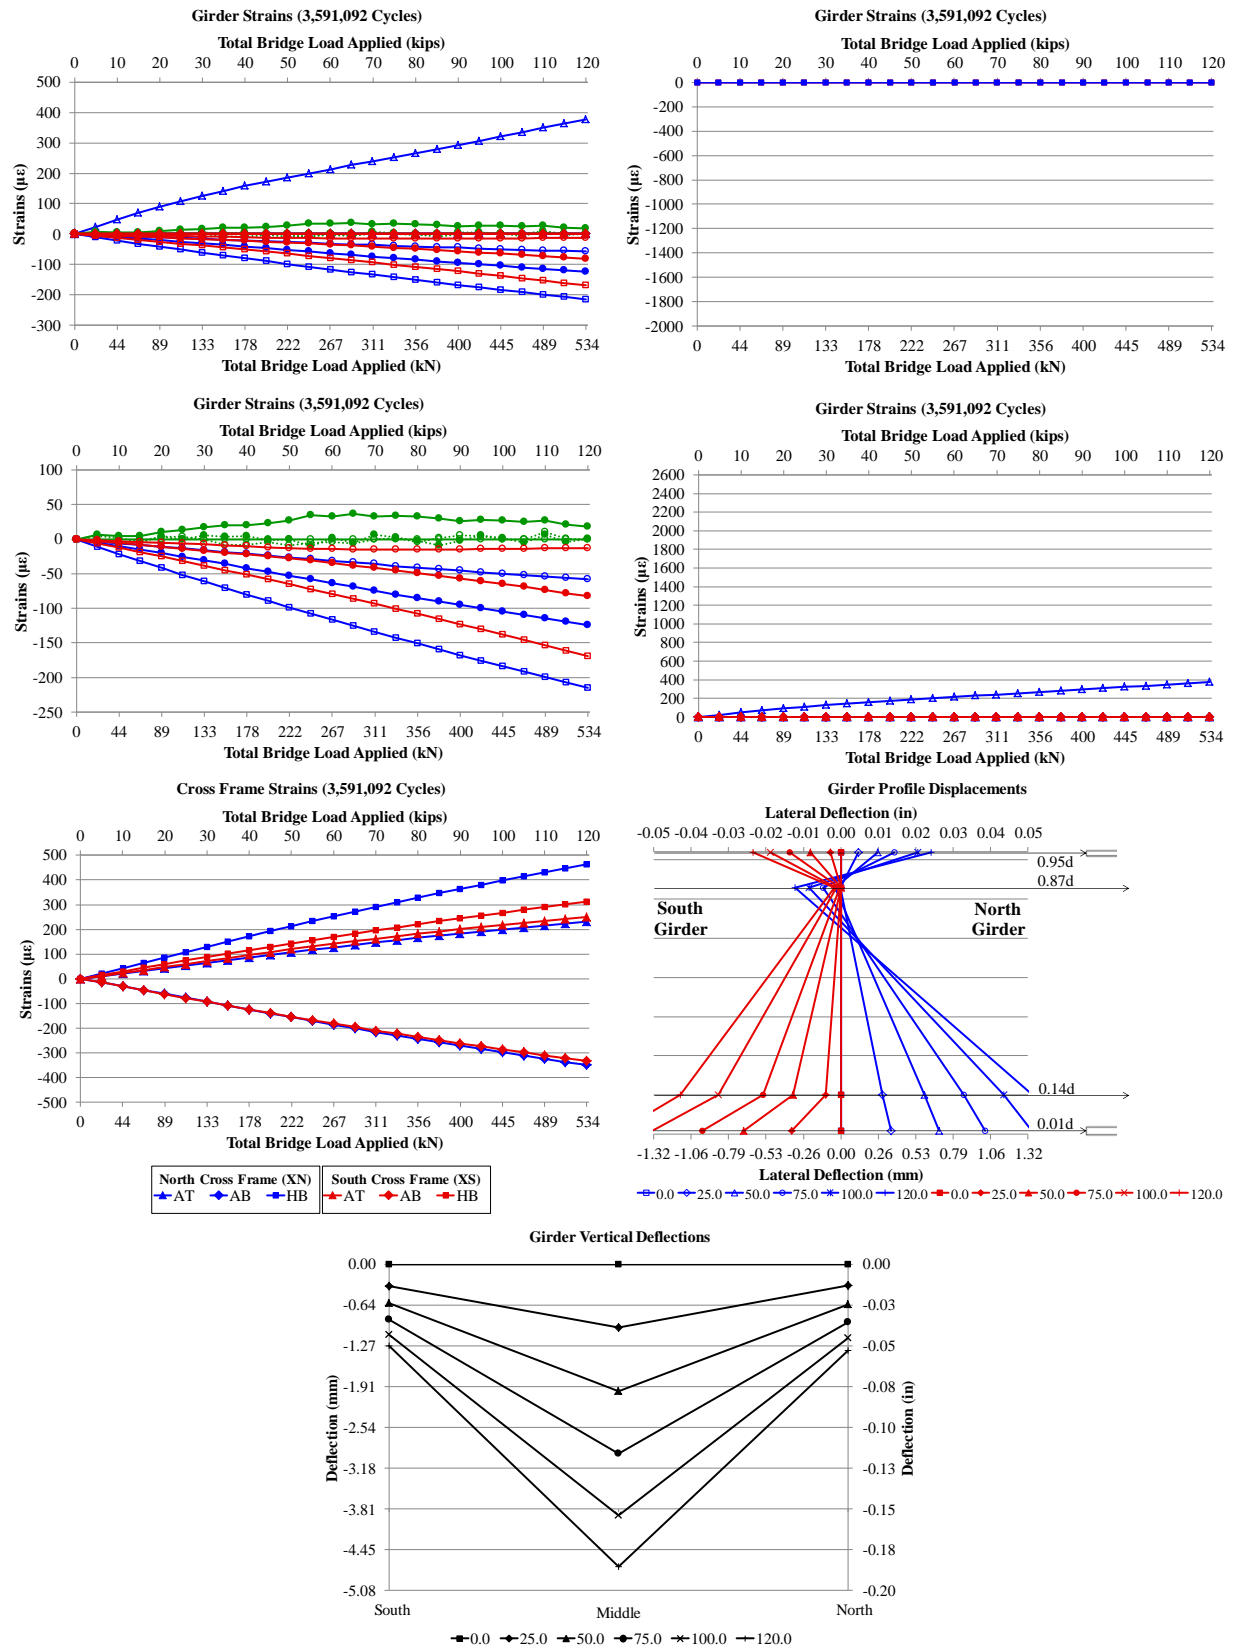 Girder Strains (3,591,092 Cycles)
Total Bridge Load Applied (kips)
0 10 20 30 40 50 60 70 80 90 100 110 120
500
400
300
200
100
0
-100
-200
-300
Strains (με)
0 44 89 133 178 222 267 311 356 400 445 489 534
Total Bridge Load Applied (kN)
Girder Strains (3,591,092 Cycles)
Total Bridge Load Applied (kips)
0 10 20 30 40 50 60 70 80 90 100 110 120
0
-200
-400
-600
-800
-1000
-1200
-1400
-1600
-1800
-2000
Strains (με)
0 44 89 133 178 222 267 311 356 400 445 489 534
Total Bridge Load Applied (kN)
Girder Strains (3,591,092 Cycles)
Total Bridge Load Applied (kips)
0 10 20 30 40 50 60 70 80 90 100 110 120
100
50
0
-50
-100
-150
-200
-250
Strains (με)
0 44 89 133 178 222 267 311 356 400 445 489 534
Total Bridge Load Applied (kN)
Girder Strains (3,591,092 Cycles)
Total Bridge Load Applied (kips)
0 10 20 30 40 50 60 70 80 90 100 110 120
2600
2400
2200
2000
1800
1600
1400
1200
1000
800
600
400
200
0
Strains (με)
0 44 89 133 178 222 267 311 356 400 445 489 534
Total Bridge Load Applied (kN)
Cross Frame Strains (3,591,092 Cycles)
Total Bridge Load Applied (kips)
0 10 20 30 40 50 60 70 80 90 100 110 120
500
400
300
200
100
0
-100
-200
-300
-400
-500
Strains (με)
0 44 89 133 178 222 267 311 356 400 445 489 534
Total Bridge Load Applied (kN)
North Cross Frame (XN)
AT AB HB
South Cross Frame (XS)
AT AB HB
Girder Profile Displacements
Lateral Deflection (in)
-0.05 -0.04 -0.03 -0.02 -0.01 0.00 0.01 0.02 0.03 0.04 0.05
0.95d
0.87d
South Girder
North Girder
0.14d
0.01d
-1.32 -1.06 -0.79 -0.53 -0.26 0.00 0.26 0.53 0.79 1.06 1.32
Lateral Deflection (mm)
0.0 25.0 50.0 75.0 100.0 120.0 0.0 25.0 50.0 75.0 100.0 120.0
Girder Vertical Deflections
0.00
-0.64
-1.27
-1.91
-2.54
-3.18
-3.81
-4.45
-5.08
Deflection (mm)
0.00
-0.03
-0.05
-0.08
-0.10
-0.13
-0.15
-0.18
-0.20
Deflection (in)
South Middle North
0.0 25.0 50.0 75.0 100.0 120.0